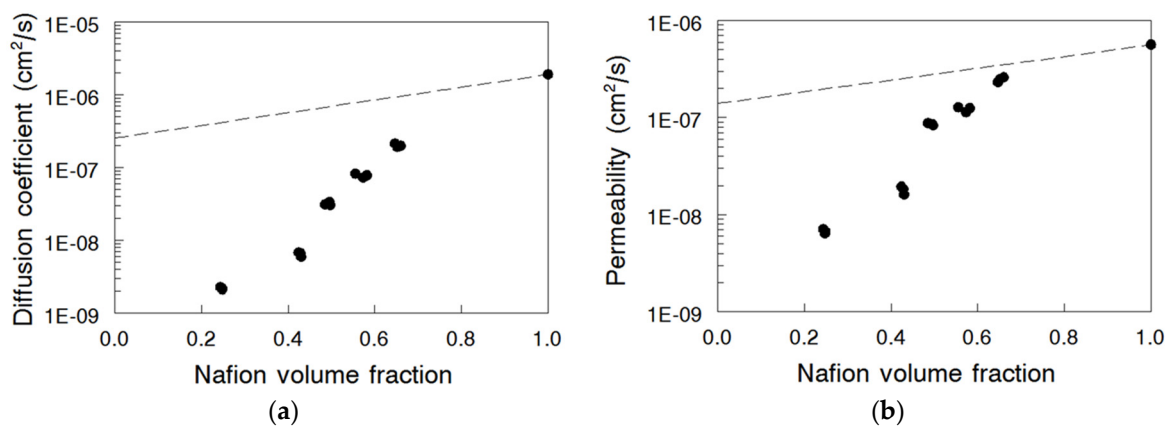 Diffusion coefficient (cm²/s)
1E-05
1E-06
1E-07
1E-08
1E-09
0.0 0.2 0.4 0.6 0.8 1.0
Nafion volume fraction
(a)
Permeability (cm²/s)
1E-06
1E-07
1E-08
1E-09
0.0 0.2 0.4 0.6 0.8 1.0
Nafion volume fraction
(b)